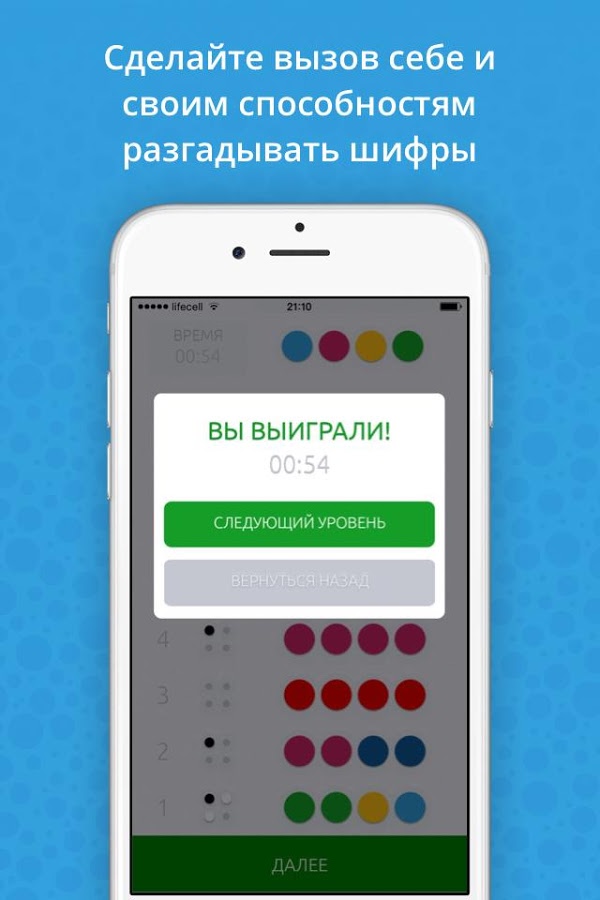 Сделайте вызов себе и
своим способностям
разгадывать шифры
lifecell
21:10
ВРЕМЯ
00:54
ВЫ ВЫИГРАЛИ!
00:54
СЛЕДУЮЩИЙ УРОВЕНЬ
ВЕРНУТЬСЯ НАЗАД
4
3
2
1
ДАЛЕЕ